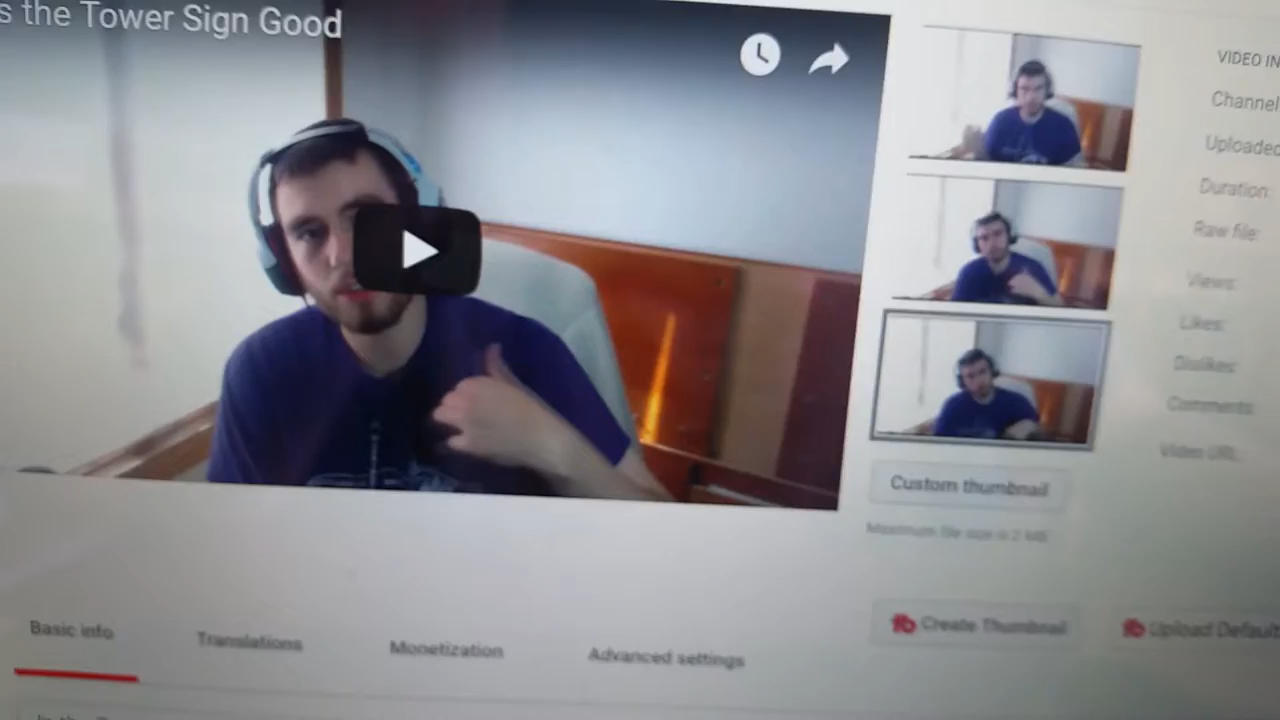 s the Tower Sign Good
VIDEO IN
Channel
Uploaded
Duration:
Raw file:
Views:
Likes:
Dislikes:
Comments:
Video URL:
Custom thumbnail
Maximum file size is 2 MB
Create Thumbnail
Upload Default
Basic info
Translations
Monetization
Advanced settings